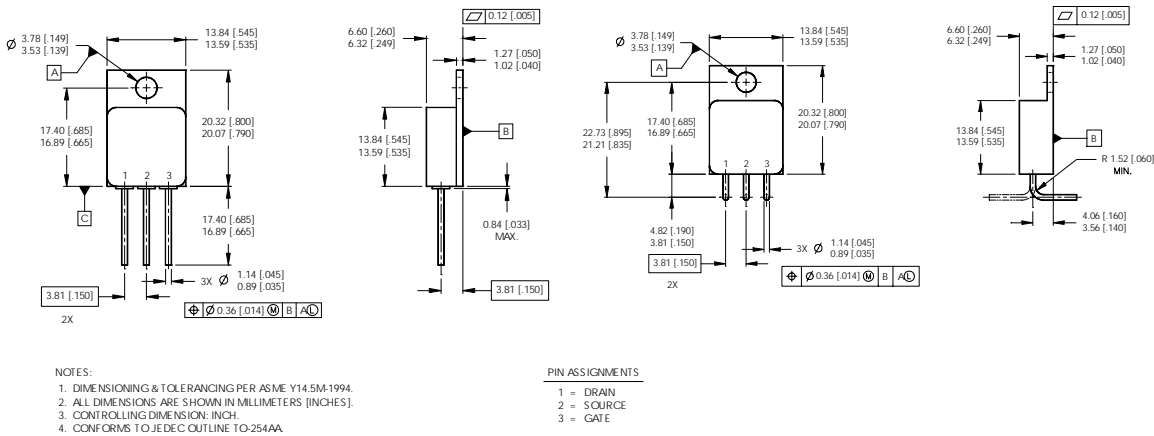 0.12 [.005]
6.60 [.260]
6.32 [.249]
1.27 [.050]
1.02 [.040]
13.84 [.545]
13.59 [.535]
Ø 3.78 [.149]
3.53 [.139]
A
17.40 [.685]
16.89 [.665]
20.32 [.800]
20.07 [.790]
1 2 3
C
17.40 [.685]
16.89 [.665]
3X Ø 1.14 [.045]
0.89 [.035]
3.81 [.150]
2X
⌖ Ø 0.36 [.014] Ⓜ B A Ⓛ
13.84 [.545]
13.59 [.535]
B
0.84 [.033]
MAX.
3.81 [.150]
Ø 3.78 [.149]
3.53 [.139]
A
13.84 [.545]
13.59 [.535]
22.73 [.895]
21.21 [.835]
17.40 [.685]
16.89 [.665]
20.32 [.800]
20.07 [.790]
1 2 3
4.82 [.190]
3.81 [.150]
3X Ø 1.14 [.045]
0.89 [.035]
3.81 [.150]
2X
⌖ Ø 0.36 [.014] Ⓜ B A Ⓛ
0.12 [.005]
6.60 [.260]
6.32 [.249]
1.27 [.050]
1.02 [.040]
13.84 [.545]
13.59 [.535]
B
R 1.52 [.060]
MIN.
4.06 [.160]
3.56 [.140]
NOTES:
1. DIMENSIONING & TOLERANCING PER ASME Y14.5M-1994.
2. ALL DIMENSIONS ARE SHOWN IN MILLIMETERS [INCHES].
3. CONTROLLING DIMENSION: INCH.
4. CONFORMS TO JEDEC OUTLINE TO-254AA.
PIN ASSIGNMENTS
1 = DRAIN
2 = SOURCE
3 = GATE